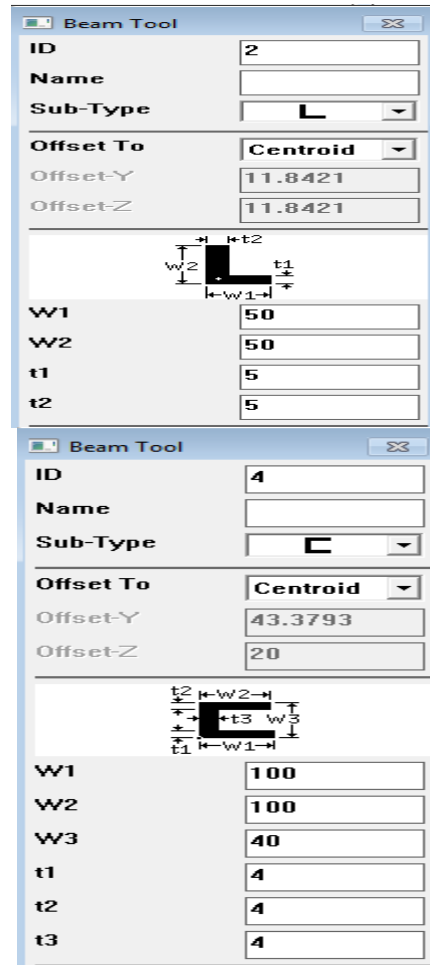 Beam Tool
ID 2
Name
Sub-Type
Offset To Centroid
Offset-Y 11.8421
Offset-Z 11.8421
t2
w2 t1
w1
W1 50
W2 50
t1 5
t2 5
Beam Tool
ID 4
Name
Sub-Type
Offset To Centroid
Offset-Y 43.3793
Offset-Z 20
t2 W2
t3 W3
t1 W1
W1 100
W2 100
W3 40
t1 4
t2 4
t3 4